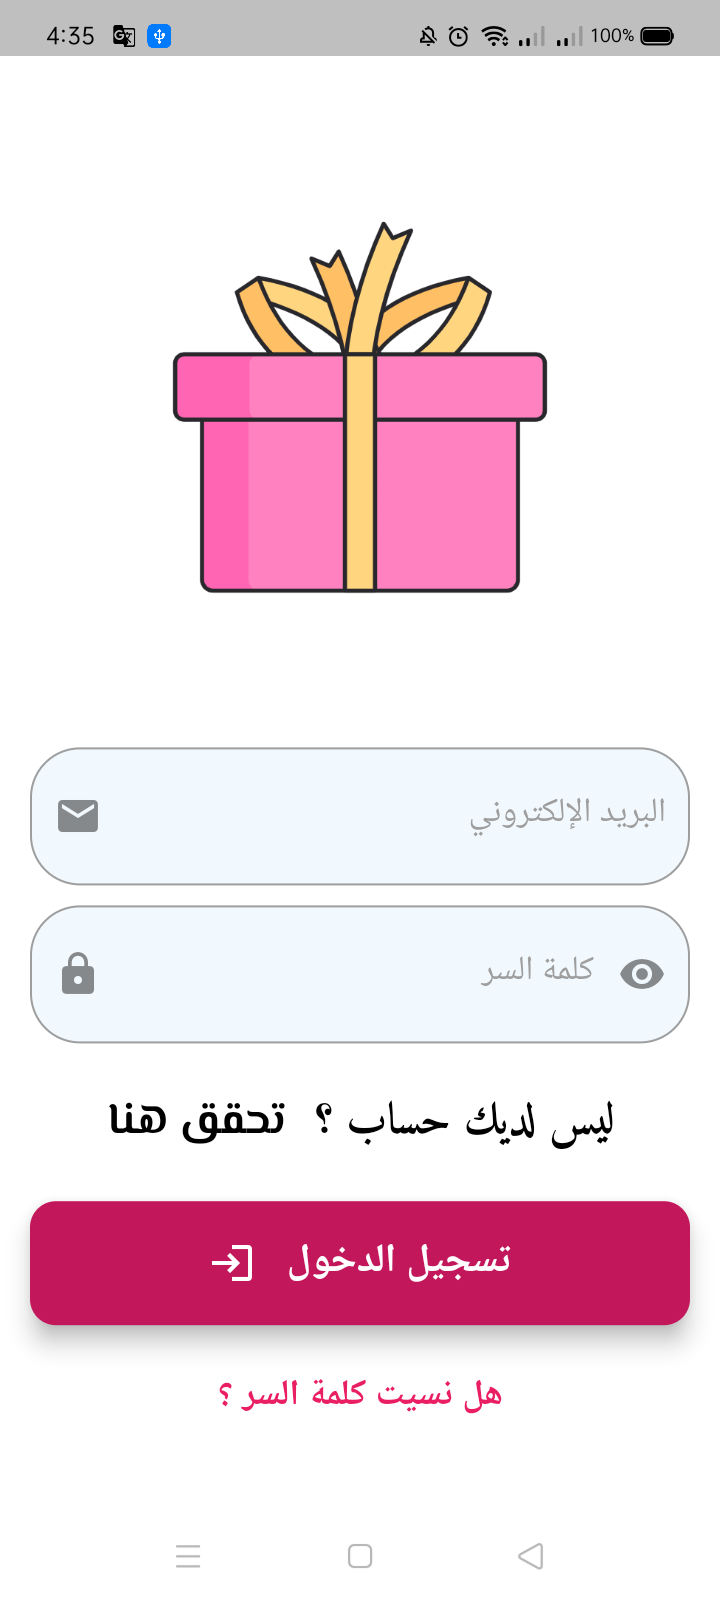 4:35 100%
البريد الإلكتروني
كلمة السر
ليس لديك حساب ؟ تحقق هنا
تسجيل الدخول
هل نسيت كلمة السر ؟